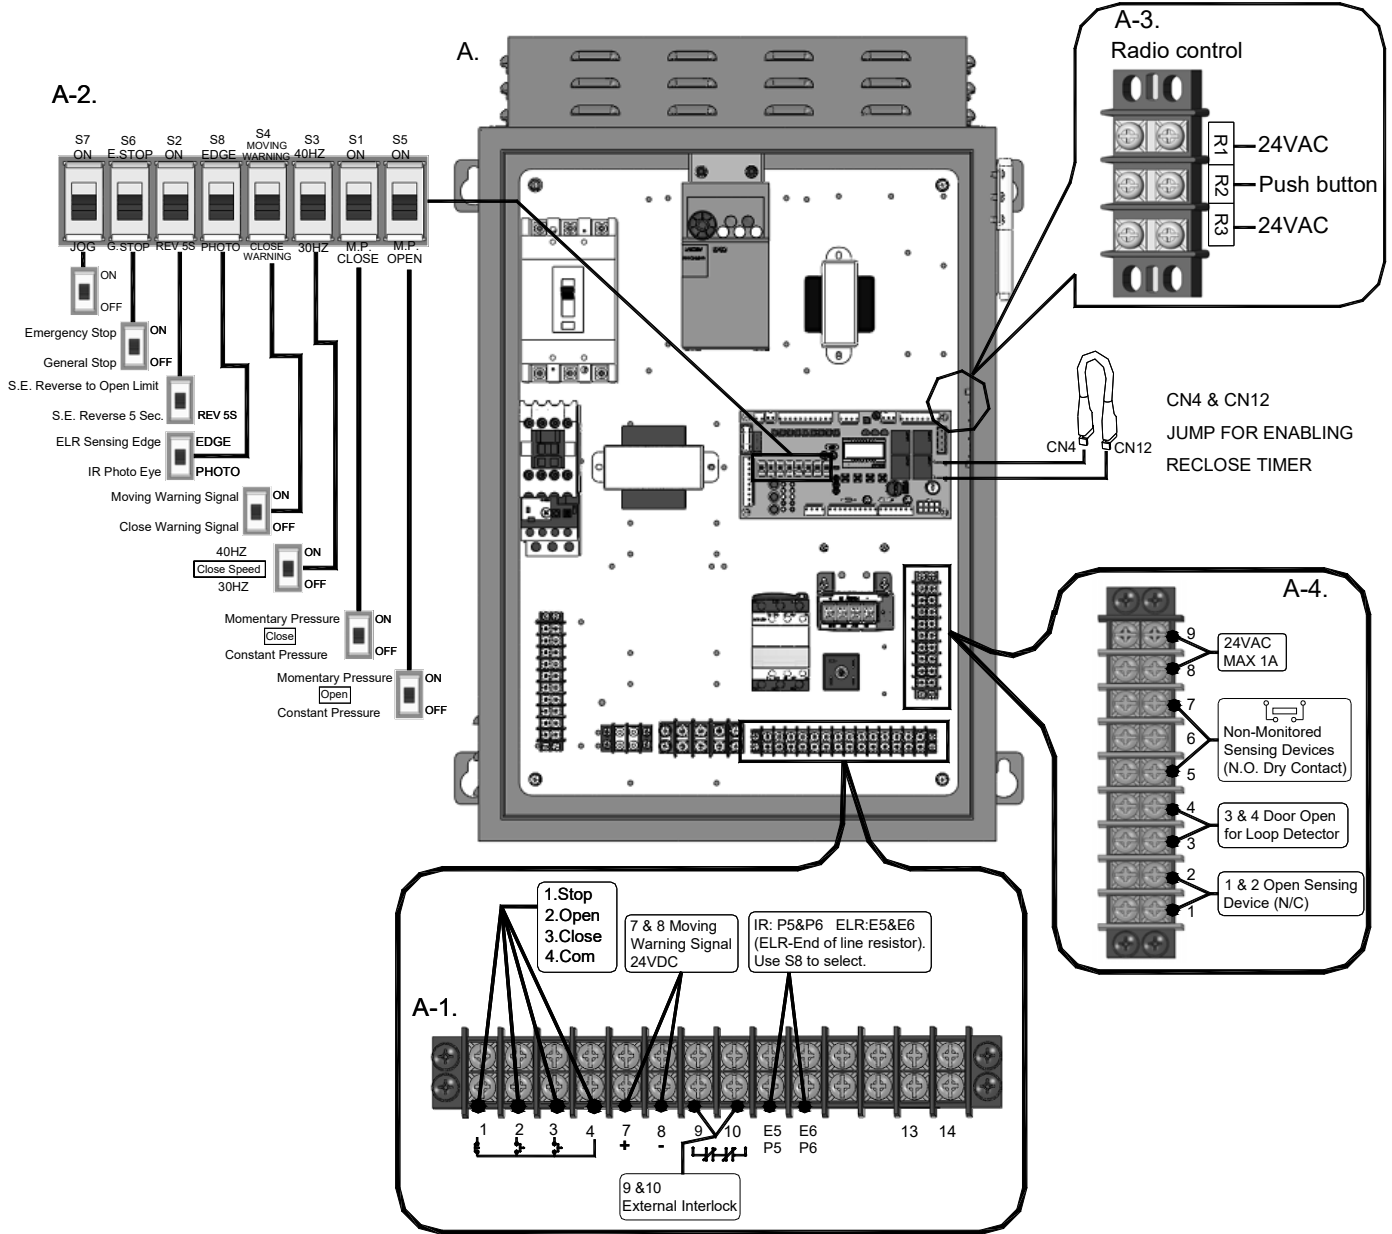 A.
A-2.
S7
ON
S6
E.STOP
S2
ON
S8
EDGE
S4
MOVING
WARNING
S3
40HZ
S1
ON
S5
ON
JOG
G.STOP
REV 5S
PHOTO
CLOSE
WARNING
30HZ
M.P.
CLOSE
M.P.
OPEN
ON
OFF
Emergency Stop
ON
General Stop
OFF
S.E. Reverse to Open Limit
S.E. Reverse 5 Sec.
REV 5S
ELR Sensing Edge
EDGE
IR Photo Eye
PHOTO
Moving Warning Signal
ON
Close Warning Signal
OFF
40HZ
ON
Close Speed
30HZ
OFF
Momentary Pressure
ON
Close
Constant Pressure
OFF
Momentary Pressure
ON
Open
Constant Pressure
OFF
A-3.
Radio control
R1
24VAC
R2
Push button
R3
24VAC
CN4
CN12
CN4 & CN12
JUMP FOR ENABLING
RECLOSE TIMER
A-4.
9
8
7
6
5
4
3
2
1
24VAC
MAX 1A
Non-Monitored
Sensing Devices
(N.O. Dry Contact)
3 & 4 Door Open
for Loop Detector
1 & 2 Open Sensing
Device (N/C)
A-1.
1.Stop
2.Open
3.Close
4.Com
7 & 8 Moving
Warning Signal
24VDC
IR: P5&P6 ELR:E5&E6
(ELR-End of line resistor).
Use S8 to select.
1 2 3 4 7 8 9 10 E5 E6 13 14
+ - P5 P6
9 &10
External Interlock